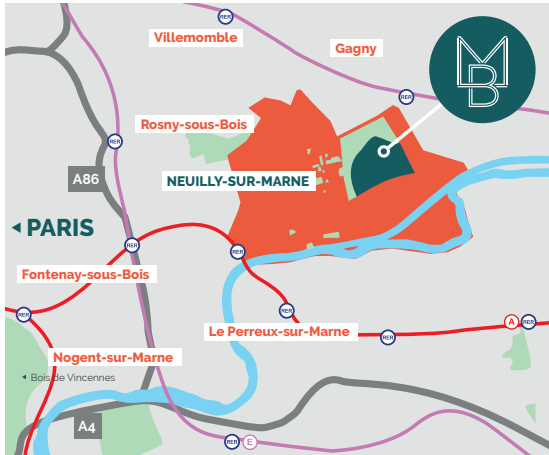 RER
Villemomble
Gagny
MB
RER
Rosny-sous-Bois
RER
A86
NEUILLY-SUR-MARNE
PARIS
RER
RER
Fontenay-sous-Bois
RER
RER
Le Perreux-sur-Marne
A RER
RER
Nogent-sur-Marne
Bois de Vincennes
A4
RER E